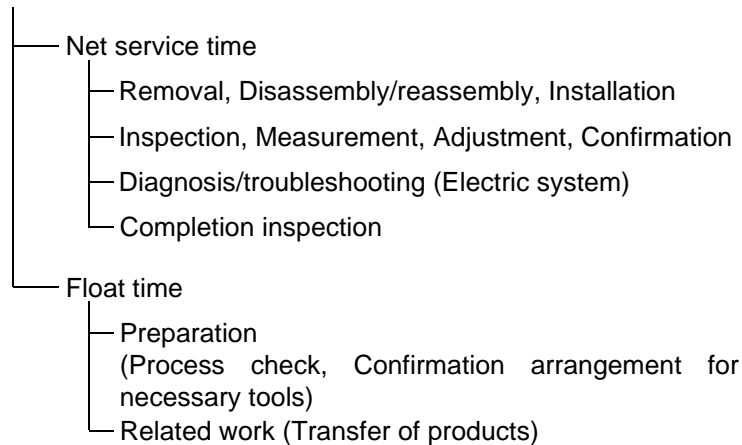 Net service time
Removal, Disassembly/reassembly, Installation
Inspection, Measurement, Adjustment, Confirmation
Diagnosis/troubleshooting (Electric system)
Completion inspection
Float time
Preparation
(Process check, Confirmation arrangement for
necessary tools)
Related work (Transfer of products)